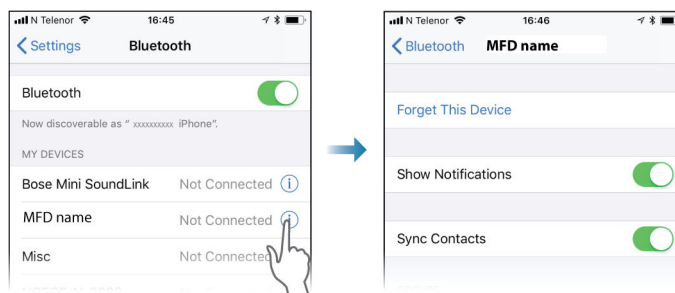 N Telenor 16:45
Settings Bluetooth
Bluetooth
Now discoverable as " xxxxxxxxxx iPhone".
MY DEVICES
Bose Mini SoundLink Not Connected i
MFD name Not Connected i
Misc Not Connected
N Telenor 16:46
Bluetooth MFD name
Forget This Device
Show Notifications
Sync Contacts